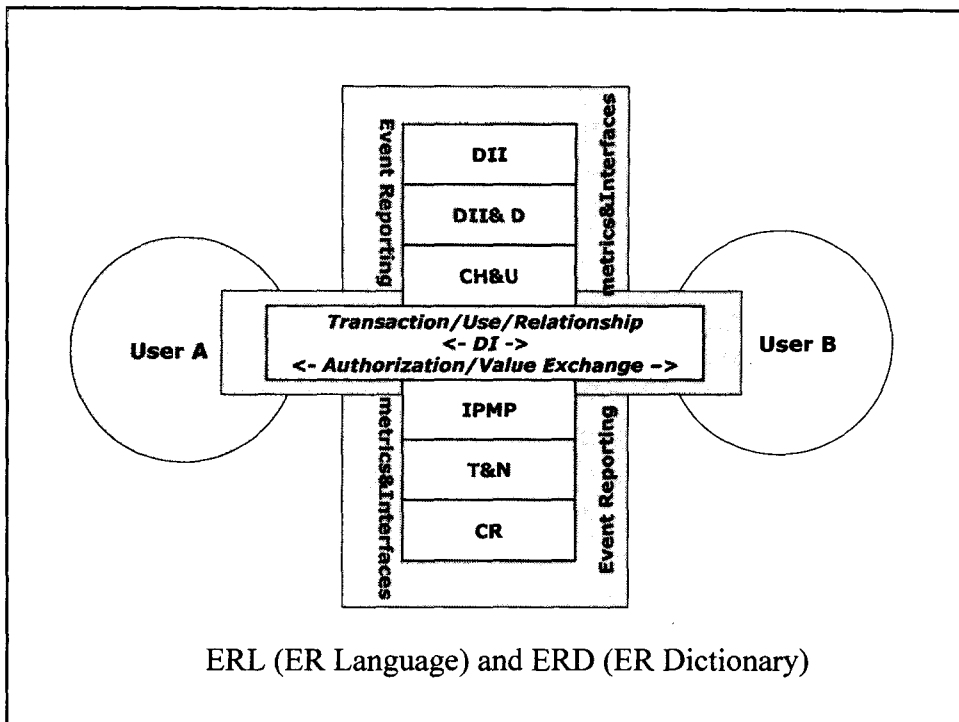 Event Reporting
metrics&Interfaces
DII
DII& D
CH&U
User A
Transaction/Use/Relationship
<- DI ->
<- Authorization/Value Exchange –>
User B
IPMP
T&N
CR
metrics&Interfaces
Event Reporting
ERL (ER Language) and ERD (ER Dictionary)